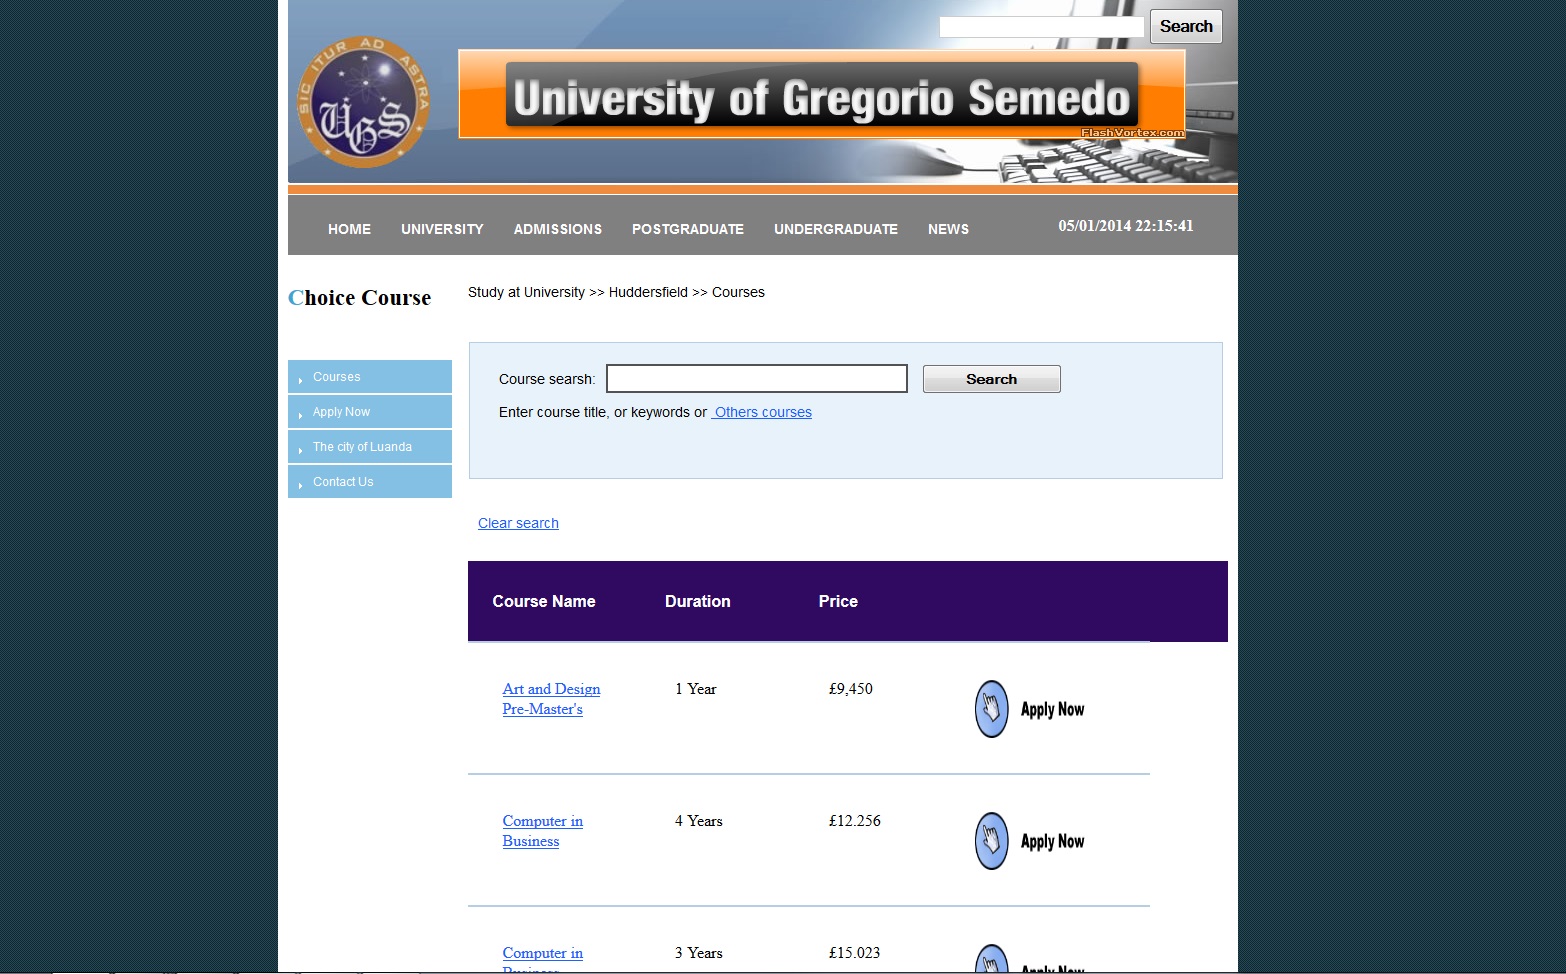 Search
SIC ITUR AD ASTRA
UGS
University of Gregorio Semedo
FlashVortex.com
HOME UNIVERSITY ADMISSIONS POSTGRADUATE UNDERGRADUATE NEWS 05/01/2014 22:15:41
Choice Course
Study at University >> Huddersfield >> Courses
Courses
Apply Now
The city of Luanda
Contact Us
Course searsh: Search
Enter course title, or keywords or Others courses
Clear search
Course Name Duration Price
Art and Design 1 Year £9,450
Pre-Master's
Apply Now
Computer in 4 Years £12.256
Business
Apply Now
Computer in 3 Years £15.023
Business
Apply Now